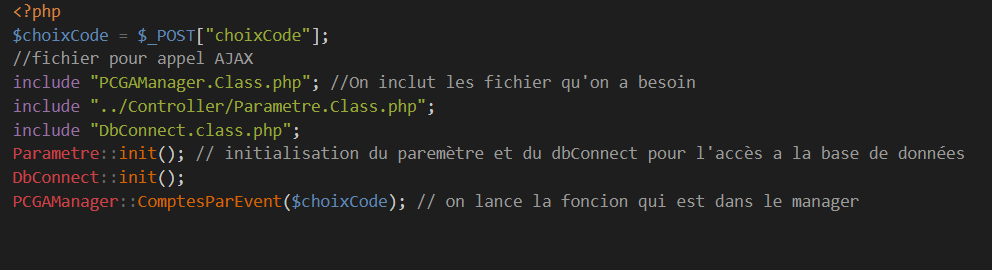 <?php
$choixCode = $_POST["choixCode"];
//fichier pour appel AJAX
include "PCGAManager.Class.php"; //On inclut les fichier qu'on a besoin
include "../Controller/Parametre.Class.php";
include "DbConnect.class.php";
Parametre::init(); // initialisation du paremètre et du dbConnect pour l'accès a la base de données
DbConnect::init();
PCGAManager::ComptesParEvent($choixCode); // on lance la foncion qui est dans le manager